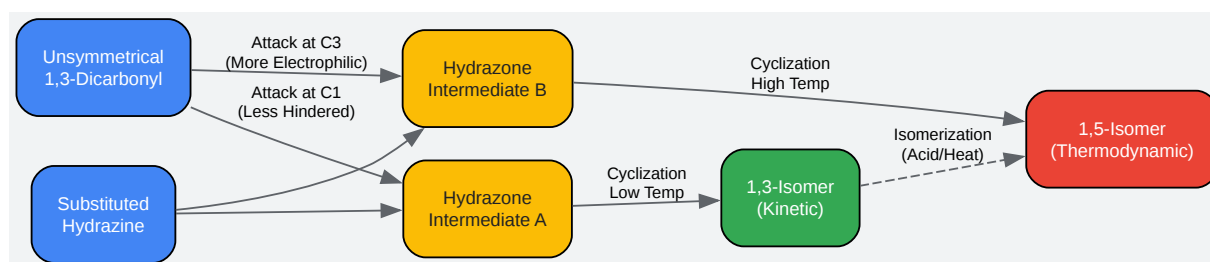 Unsymmetrical
1,3-Dicarbonyl
Attack at C3
(More Electrophilic)
Attack at C1
(Less Hindered)
Hydrazone
Intermediate B
Cyclization
High Temp
1,5-Isomer
(Thermodynamic)
Isomerization
(Acid/Heat)
Substituted
Hydrazine
Hydrazone
Intermediate A
Cyclization
Low Temp
1,3-Isomer
(Kinetic)